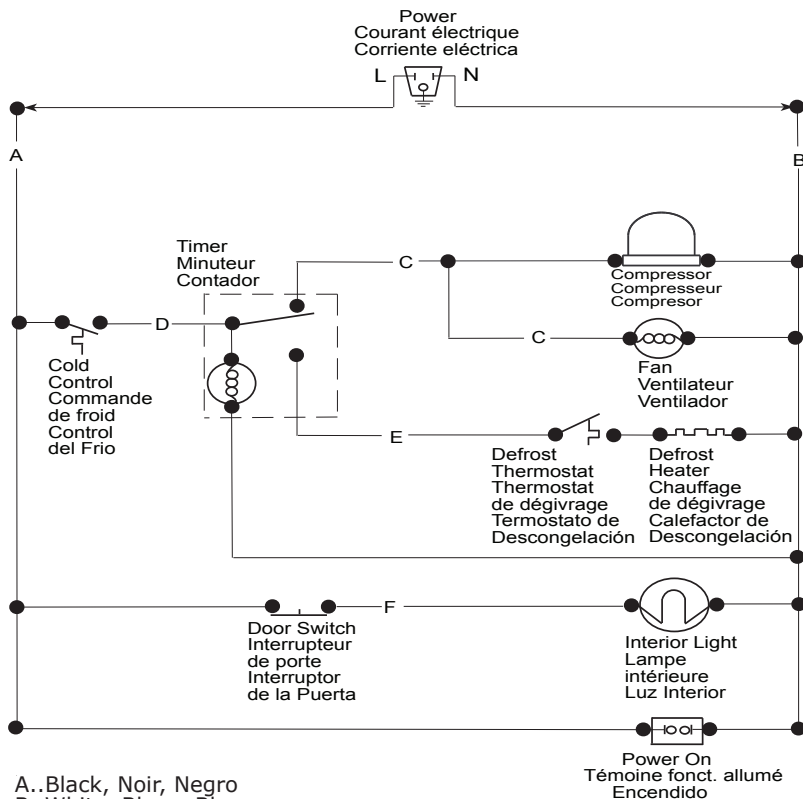 Power
Courant électrique
Corriente eléctrica
L
N
A
B
Timer
Minuteur
Contador
C
Compressor
Compresseur
Compresor
D
C
Cold
Control
Commande
de froid
Control
del Frio
Fan
Ventilateur
Ventilador
E
Defrost
Thermostat
Thermostat
de dégivrage
Termostato de
Descongelación
Defrost
Heater
Chauffage
de dégivrage
Calefactor de
Descongelación
F
Door Switch
Interrupteur
de porte
Interruptor
de la Puerta
Interior Light
Lampe
intérieure
Luz Interior
Power On
Témoine fonct. allumé
Encendido
A..Black, Noir, Negro